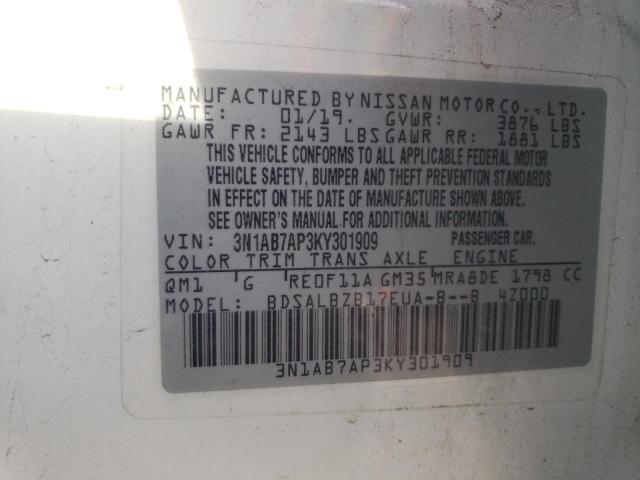 MANUFACTURED BY NISSAN MOTOR CO., LTD.
DATE: 01/19. GVWR: 3876 LBS
GAWR FR: 2143 LBS GAWR RR: 1881 LBS
THIS VEHICLE CONFORMS TO ALL APPLICABLE FEDERAL MOTOR
VEHICLE SAFETY, BUMPER AND THEFT PREVENTION STANDARDS
IN EFFECT ON THE DATE OF MANUFACTURE SHOWN ABOVE.
SEE OWNER'S MANUAL FOR ADDITIONAL INFORMATION.
VIN: 3N1AB7AP3KY301909 PASSENGER CAR.
COLOR TRIM TRANS AXLE ENGINE
QM1 G RE0F11A GM35 MRA8DE 1798 CC
MODEL: BDSALBZB17EUA-B--B 4Z000
3N1AB7AP3KY301909